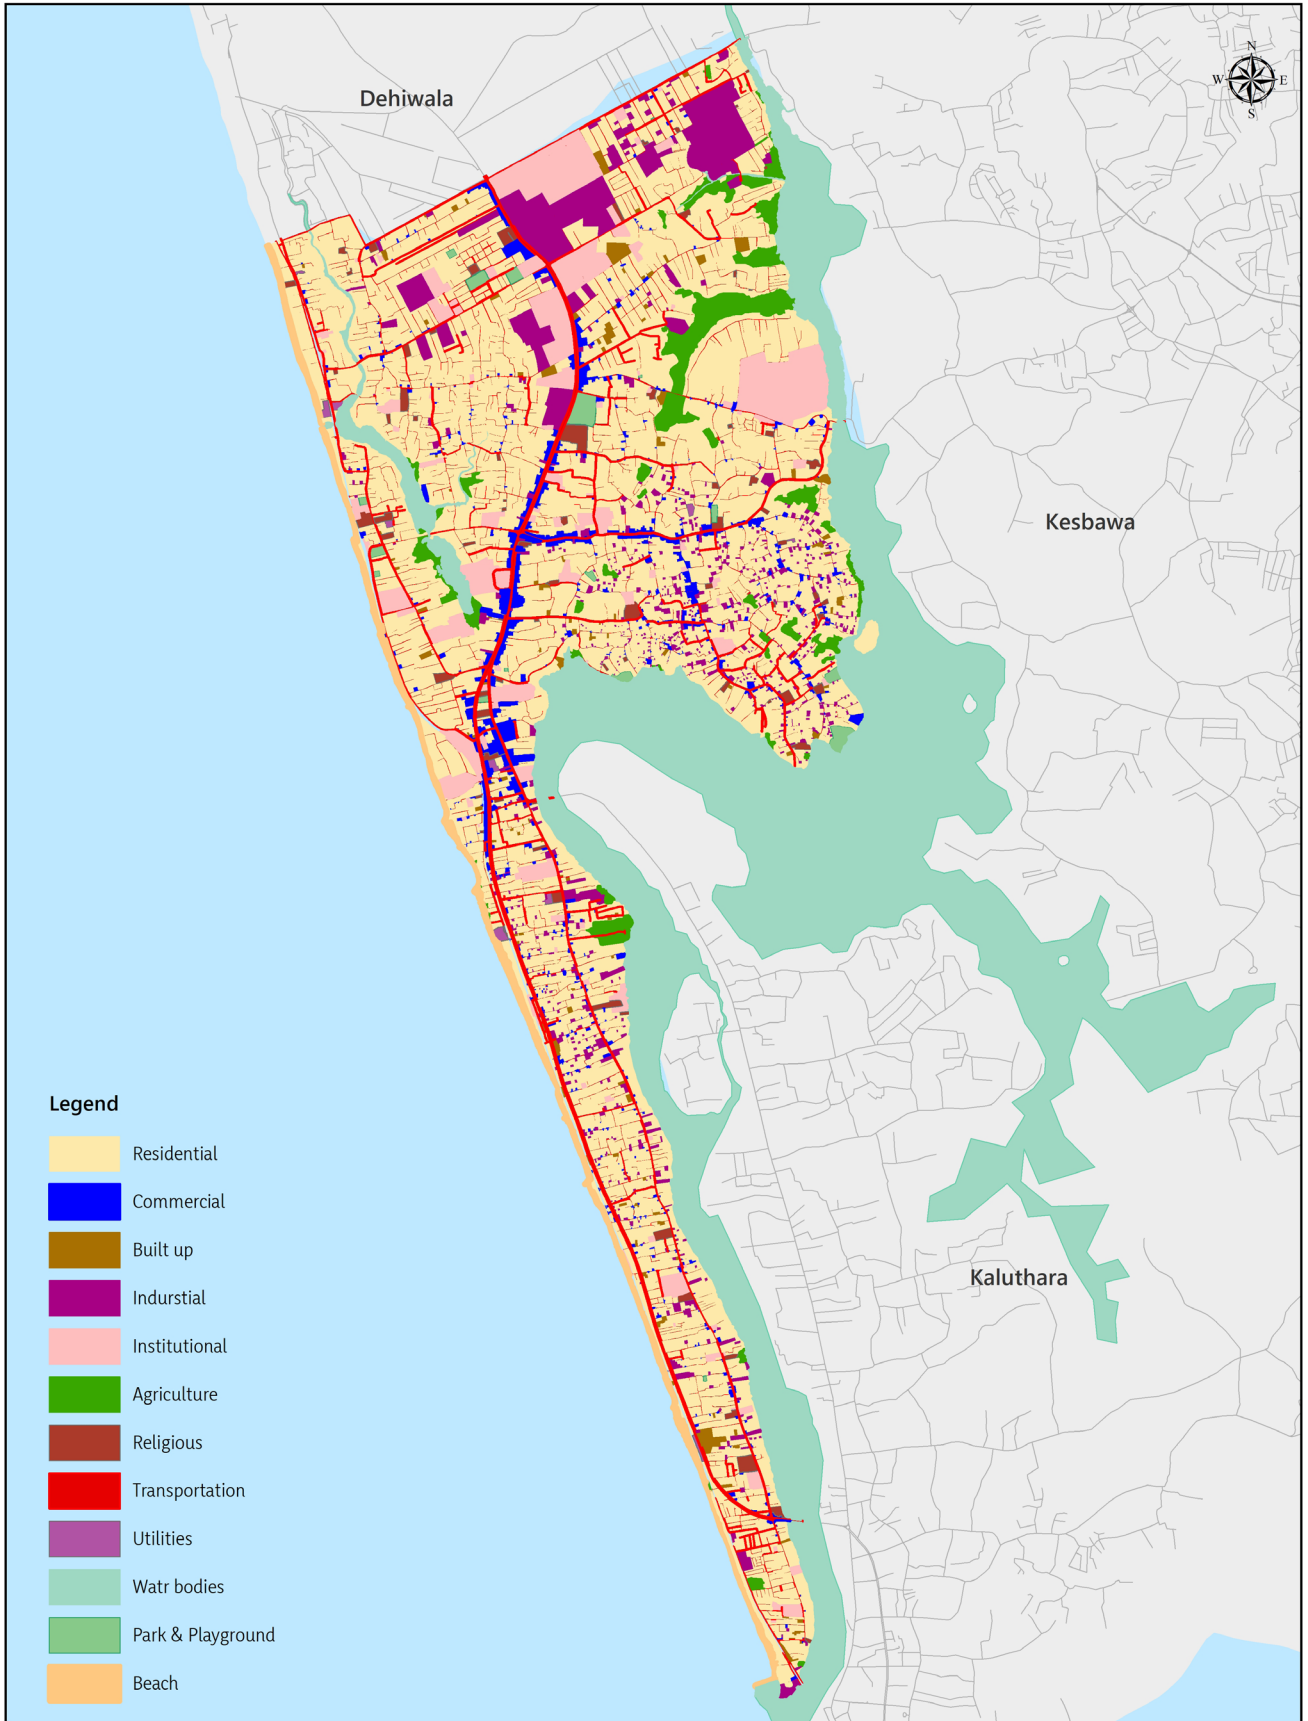 N
W E
S
Dehiwala
Kesbawa
Kaluthara
Legend
Residential
Commercial
Built up
Indurstial
Institutional
Agriculture
Religious
Transportation
Utilities
Watr bodies
Park & Playground
Beach